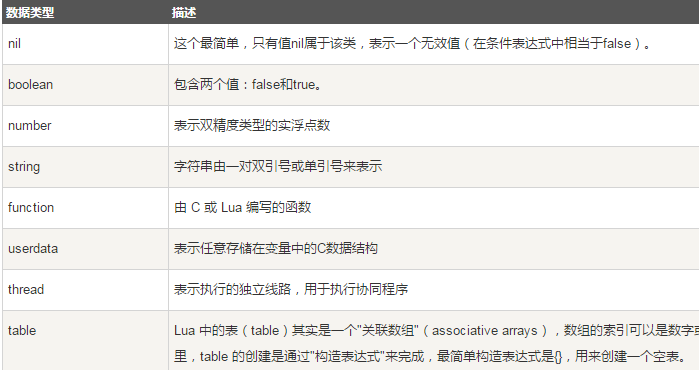 数据类型 描述
nil 这个最简单，只有值nil属于该类，表示一个无效值（在条件表达式中相当于false）。
boolean 包含两个值：false和true。
number 表示双精度类型的实浮点数
string 字符串由一对双引号或单引号来表示
function 由 C 或 Lua 编写的函数
userdata 表示任意存储在变量中的C数据结构
thread 表示执行的独立线路，用于执行协同程序
table Lua 中的表（table）其实是一个"关联数组"（associative arrays），数组的索引可以是数字
里，table 的创建是通过"构造表达式"来完成，最简单构造表达式是{}，用来创建一个空表。